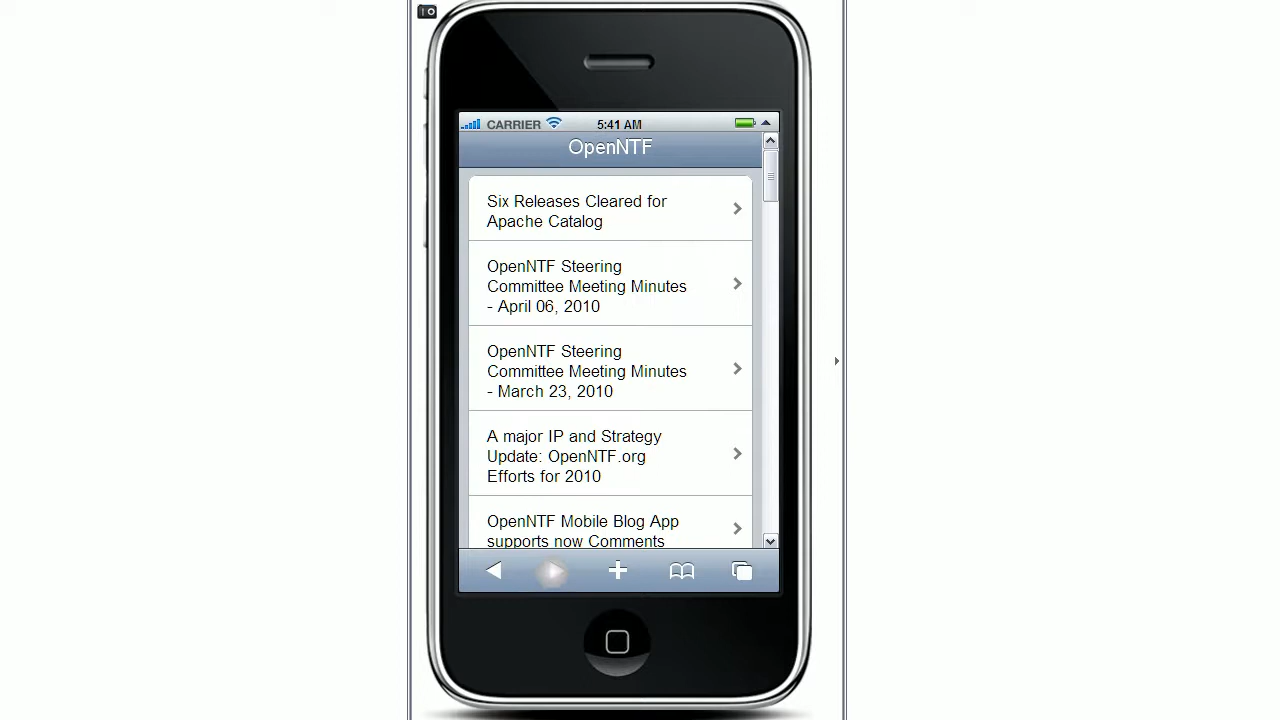 CARRIER 5:41 AM
OpenNTF
Six Releases Cleared for
Apache Catalog
OpenNTF Steering
Committee Meeting Minutes
- April 06, 2010
OpenNTF Steering
Committee Meeting Minutes
- March 23, 2010
A major IP and Strategy
Update: OpenNTF.org
Efforts for 2010
OpenNTF Mobile Blog App
supports now Comments